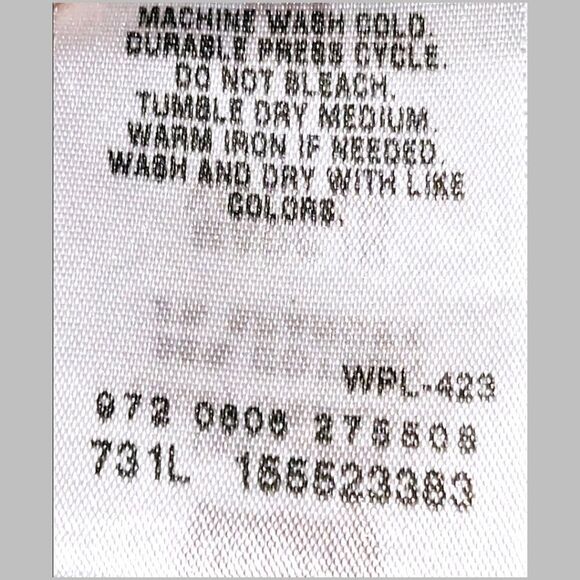 MACHINE WASH COLD.
DURABLE PRESS CYCLE.
DO NOT BLEACH.
TUMBLE DRY MEDIUM.
WARM IRON IF NEEDED.
WASH AND DRY WITH LIKE
COLORS.
WPL-423
972 0606 275508
731L 155523383